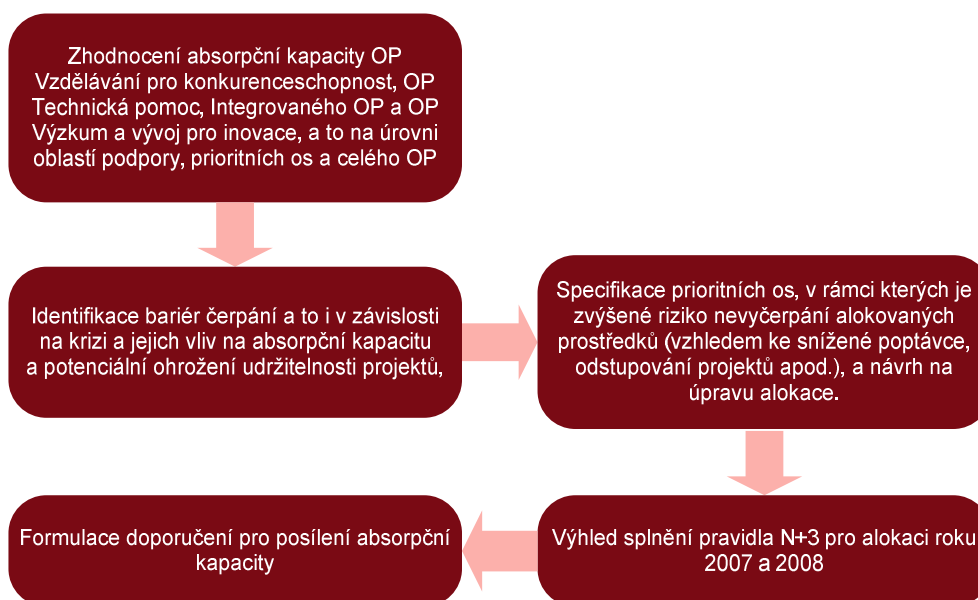 Zhodnocení absorpční kapacity OP
Vzdělávání pro konkurenceschopnost, OP
Technická pomoc, Integrovaného OP a OP
Výzkum a vývoj pro inovace, a to na úrovni
oblastí podpory, prioritních os a celého OP
Identifikace bariér čerpání a to i v závislosti
na krizi a jejich vliv na absorpční kapacitu
a potenciální ohrožení udržitelnosti projektů,
Specifikace prioritních os, v rámci kterých je
zvýšené riziko nevyčerpání alokovaných
prostředků (vzhledem ke snížené poptávce,
odstupování projektů apod.), a návrh na
úpravu alokace.
Výhled splnění pravidla N+3 pro alokaci roku
2007 a 2008
Formulace doporučení pro posílení absorpční
kapacity